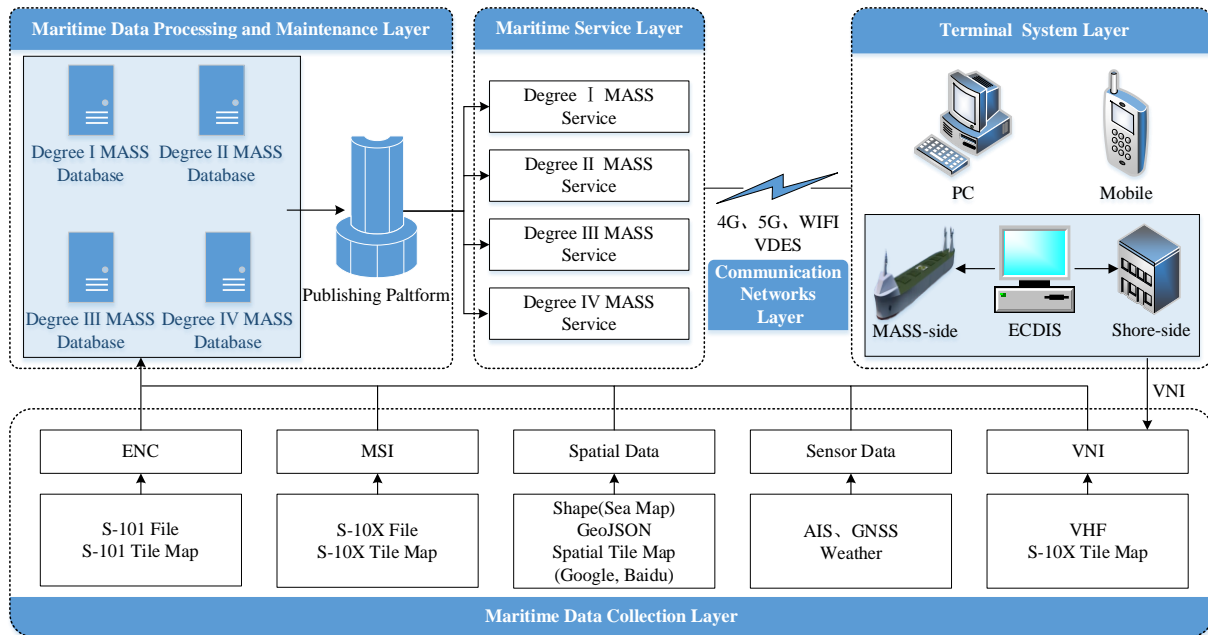 Maritime Data Processing and Maintenance Layer
Degree I MASS
Database
Degree II MASS
Database
Degree III MASS
Database
Degree IV MASS
Database
Publishing Paltform
Maritime Service Layer
Degree Ⅰ MASS
Service
Degree II MASS
Service
Degree III MASS
Service
Degree IV MASS
Service
4G、5G、WIFI
VDES
Communication
Networks
Layer
Terminal System Layer
PC
Mobile
MASS-side
ECDIS
Shore-side
VNI
ENC
MSI
Spatial Data
Sensor Data
VNI
S-101 File
S-101 Tile Map
S-10X File
S-10X Tile Map
Shape(Sea Map)
GeoJSON
Spatial Tile Map
(Google, Baidu)
AIS、GNSS
Weather
VHF
S-10X Tile Map
Maritime Data Collection Layer